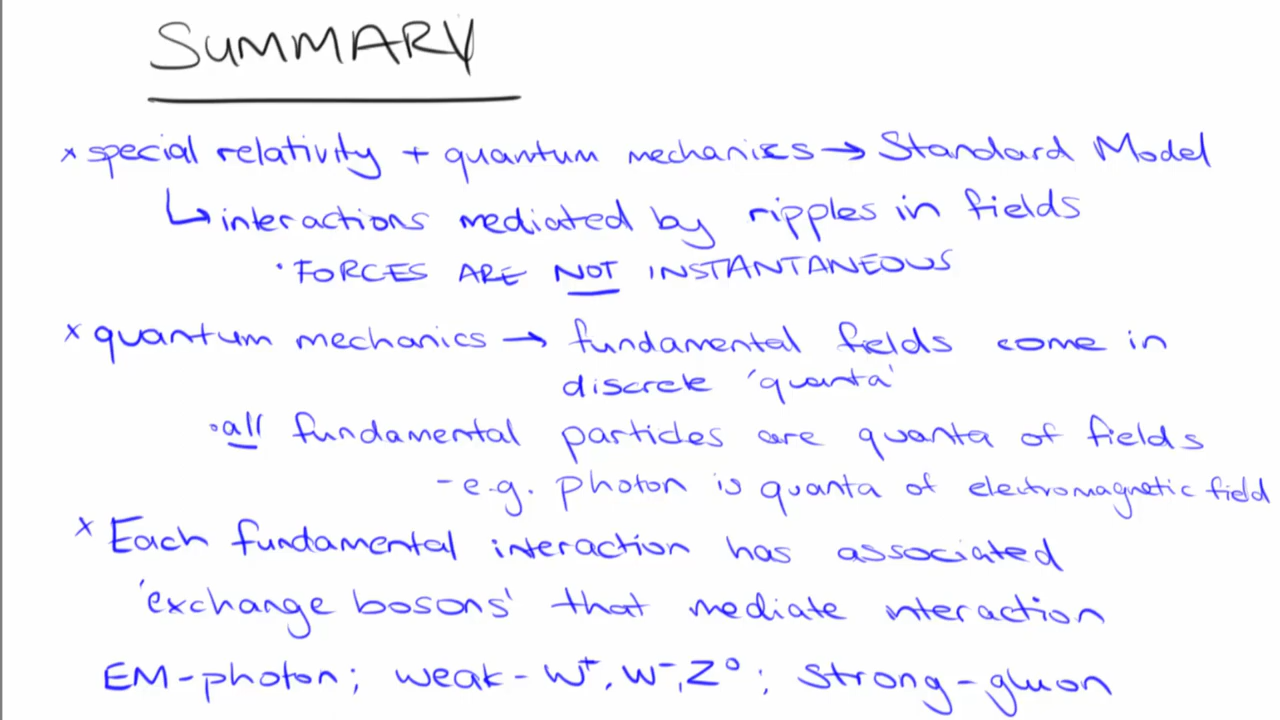 SUMMARY
x special relativity + quantum mechanics → Standard Model
↳ interactions mediated by ripples in fields
· FORCES ARE NOT INSTANTANEOUS
x quantum mechanics → fundamental fields come in
discrete 'quanta'
· all fundamental particles are quanta of fields
- e.g. photon is quanta of electromagnetic field
x Each fundamental interaction has associated
'exchange bosons' that mediate interaction
EM-photon; weak - W⁺, W⁻, Z⁰; strong-gluon